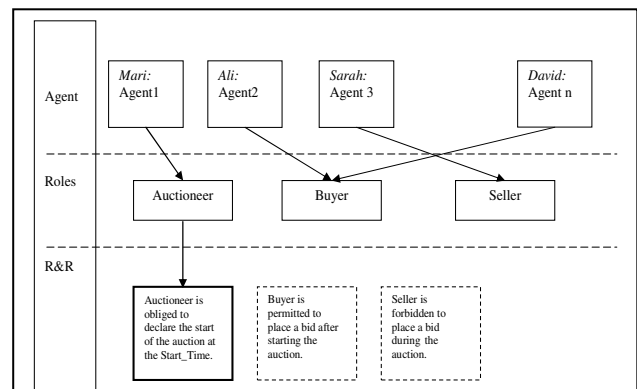 Agent
Mari:
Agent1
Ali:
Agent2
Sarah:
Agent 3
David:
Agent n
Roles
Auctioneer
Buyer
Seller
R&R
Auctioneer is
obliged to
declare the start
of the auction at
the Start_Time.
Buyer is
permitted to
place a bid after
starting the
auction.
Seller is
forbidden to
place a bid
during the
auction.